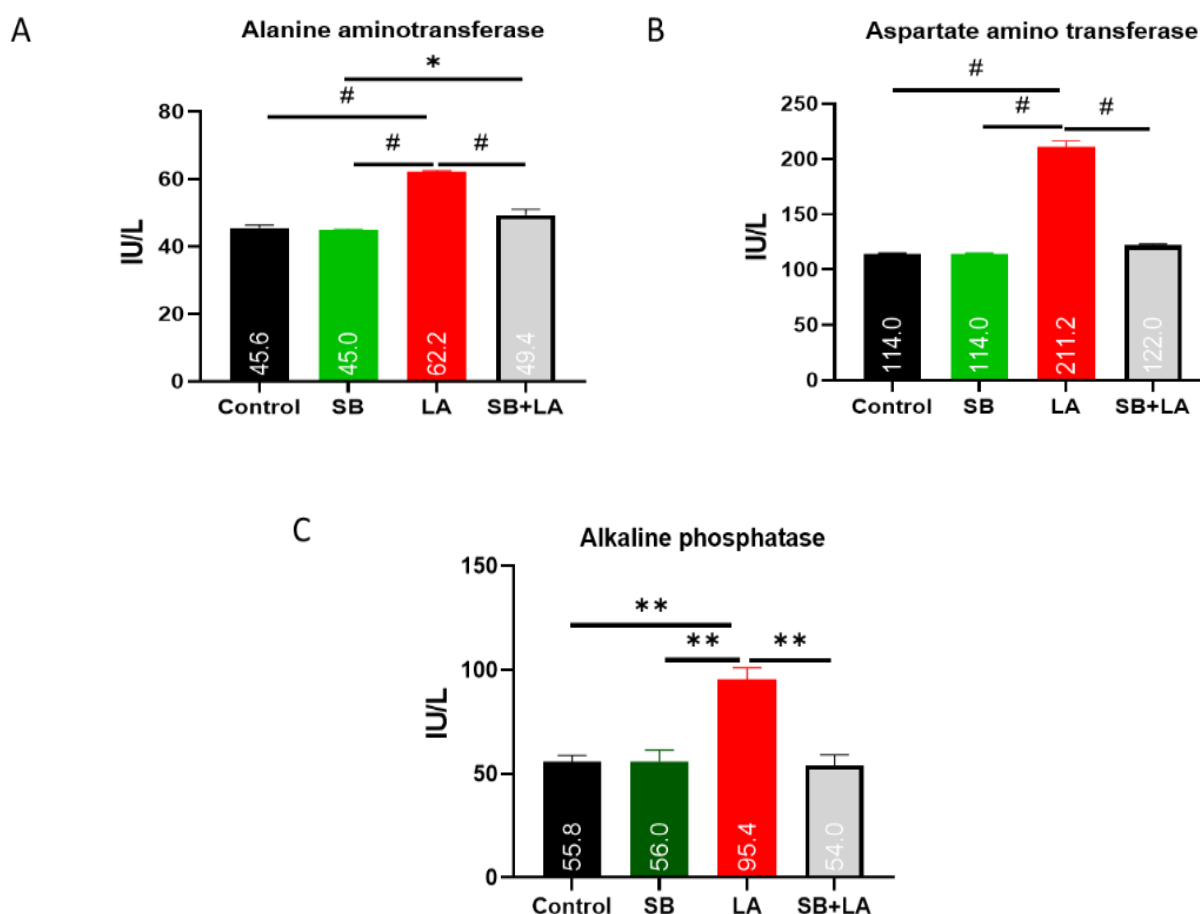 A
Alanine aminotransferase
*
#
# #
80
60
40
20
0
IU/L
45.6
45.0
62.2
49.4
Control SB LA SB+LA
B
Aspartate amino transferase
#
# #
250
200
150
100
50
0
IU/L
114.0
114.0
211.2
122.0
Control SB LA SB+LA
C
Alkaline phosphatase
**
** **
150
100
50
0
IU/L
55.8
56.0
95.4
54.0
Control SB LA SB+LA